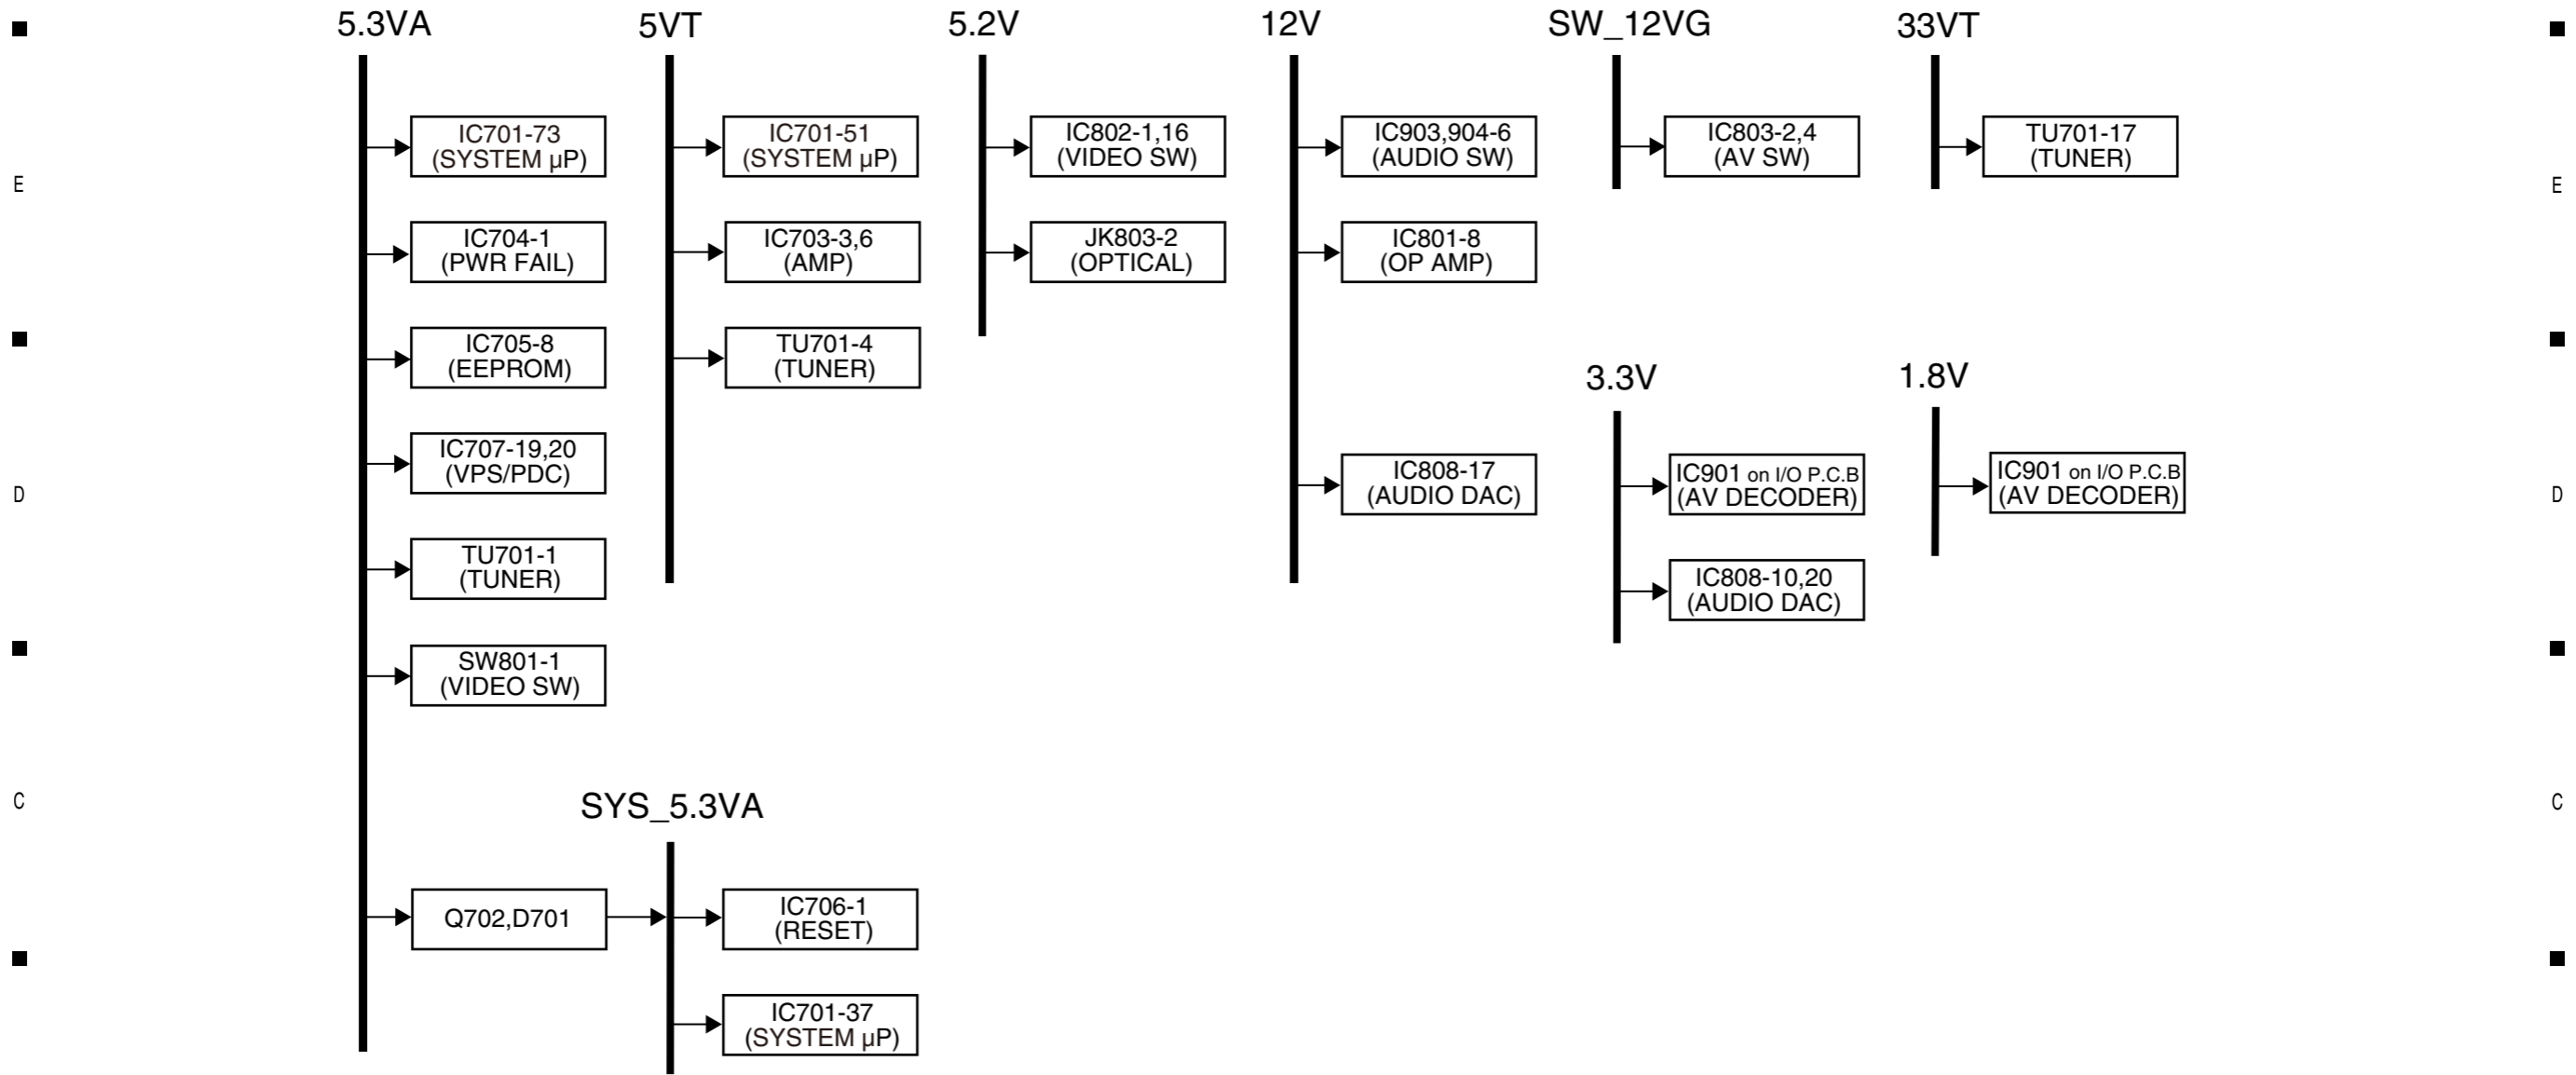 5.3VA
5VT
5.2V
12V
SW_12VG
33VT
IC701-73
(SYSTEM µP)
IC701-51
(SYSTEM µP)
IC802-1,16
(VIDEO SW)
IC903,904-6
(AUDIO SW)
IC803-2,4
(AV SW)
TU701-17
(TUNER)
E
E
IC704-1
(PWR FAIL)
IC703-3,6
(AMP)
JK803-2
(OPTICAL)
IC801-8
(OP AMP)
IC705-8
(EEPROM)
TU701-4
(TUNER)
3.3V
1.8V
IC707-19,20
(VPS/PDC)
IC808-17
(AUDIO DAC)
IC901 on I/O P.C.B
(AV DECODER)
IC901 on I/O P.C.B
(AV DECODER)
D
D
TU701-1
(TUNER)
IC808-10,20
(AUDIO DAC)
SW801-1
(VIDEO SW)
C
C
SYS_5.3VA
Q702,D701
IC706-1
(RESET)
IC701-37
(SYSTEM µP)